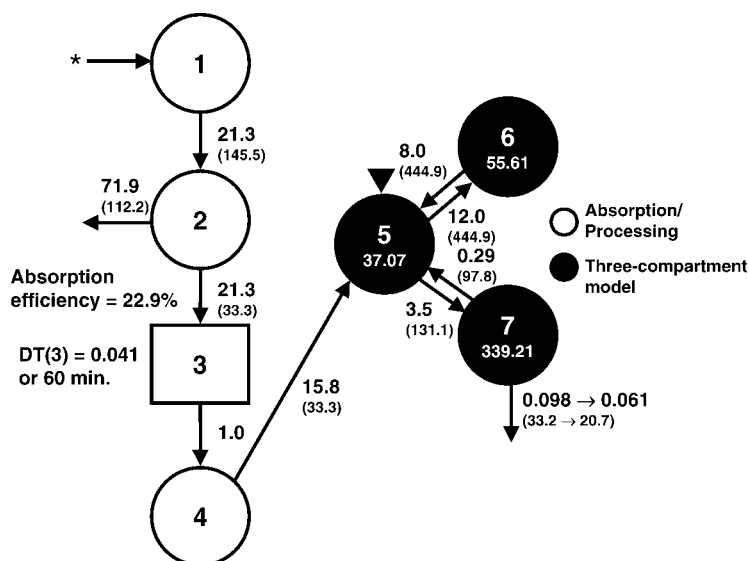 *
1
21.3
(145.5)
71.9
(112.2)
2
Absorption
efficiency = 22.9%
21.3
(33.3)
DT(3) = 0.041
or 60 min.
3
1.0
4
15.8
(33.3)
5
37.07
8.0
(444.9)
12.0
(444.9)
6
55.61
0.29
(97.8)
3.5
(131.1)
7
339.21
0.098 → 0.061
(33.2 → 20.7)
Absorption/
Processing
Three-compartment
model